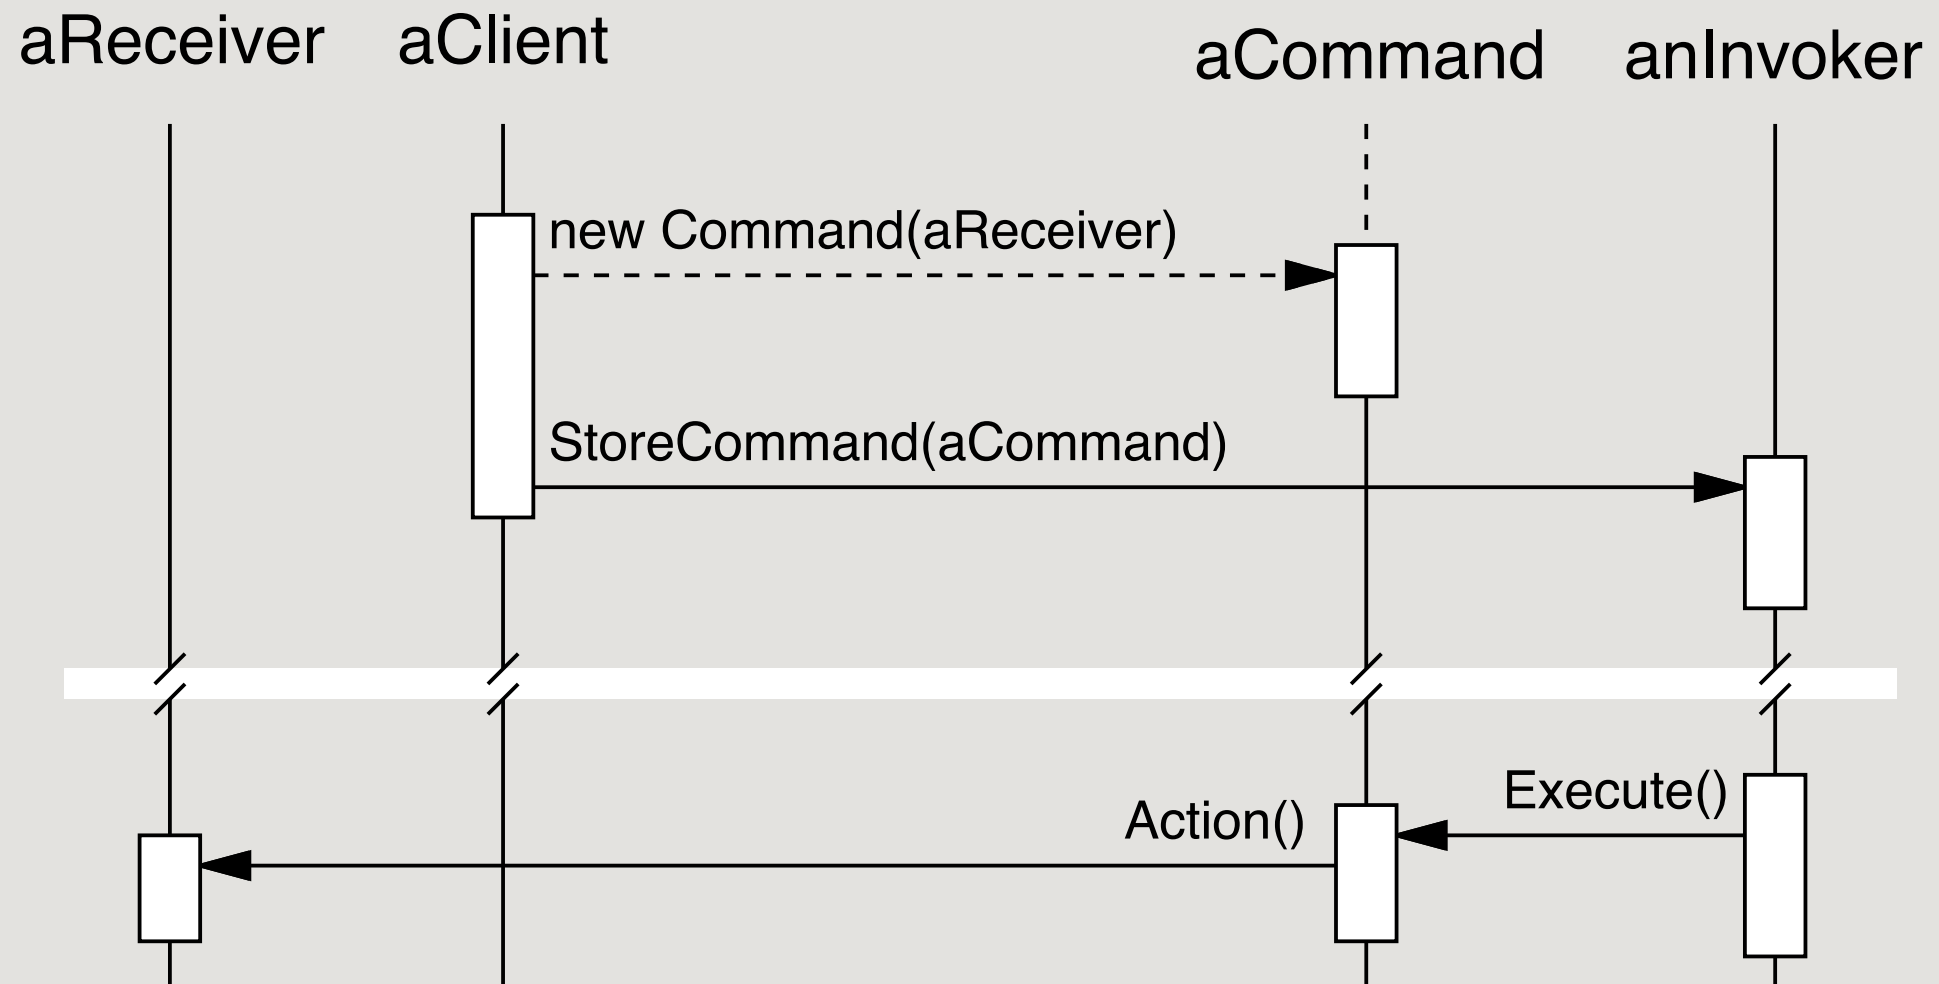 aReceiver
aClient
aCommand
anInvoker
new Command(aReceiver)
StoreCommand(aCommand)
Execute()
Action()